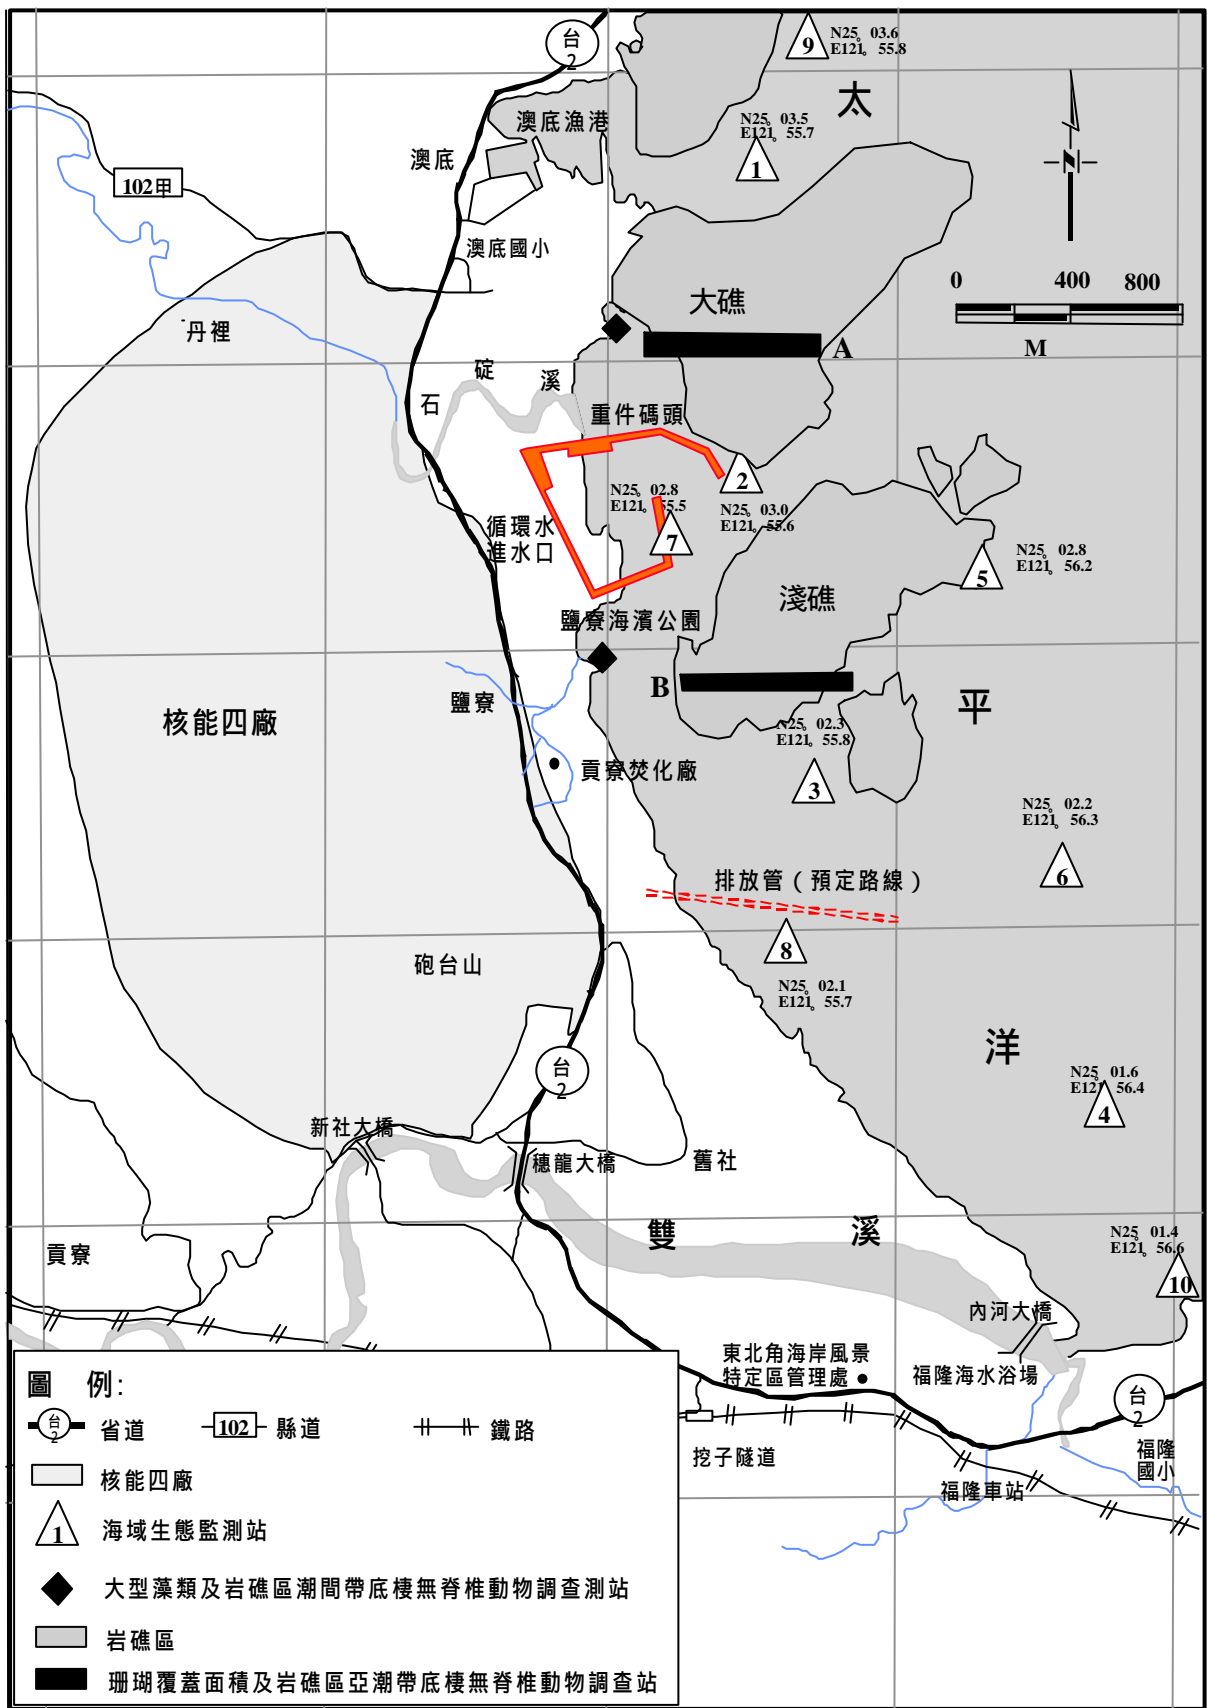 台
2
9
N25。03.6
E121。55.8
太
澳底漁港
N25。03.5
E121。55.7
1
澳底
102甲
澳底國小
0 400 800
M
N
大礁
丹裡
A
碇
溪
石
重件碼頭
2
N25。02.8
E121。55.5
N25。03.0
E121。55.6
7
循環水
進水口
N25。02.8
E121。56.2
5
淺礁
鹽寮海濱公園
B
平
鹽寮
核能四廠
N25。02.3
E121。55.8
貢寮焚化廠
3
N25。02.2
E121。56.3
6
排放管（預定路線）
8
砲台山
N25。02.1
E121。55.7
洋
台
2
N25。01.6
E121。56.4
4
新社大橋
穗龍大橋
舊社
雙溪
貢寮
N25。01.4
E121。56.6
10
內河大橋
東北角海岸風景
特定區管理處
福隆海水浴場
台
2
挖子隧道
福隆
國小
福隆車站
圖 例:
台
2
省道
102
縣道
鐵路
核能四廠
1
海域生態監測站
大型藻類及岩礁區潮間帶底棲無脊椎動物調查測站
岩礁區
珊瑚覆蓋面積及岩礁區亞潮帶底棲無脊椎動物調查站